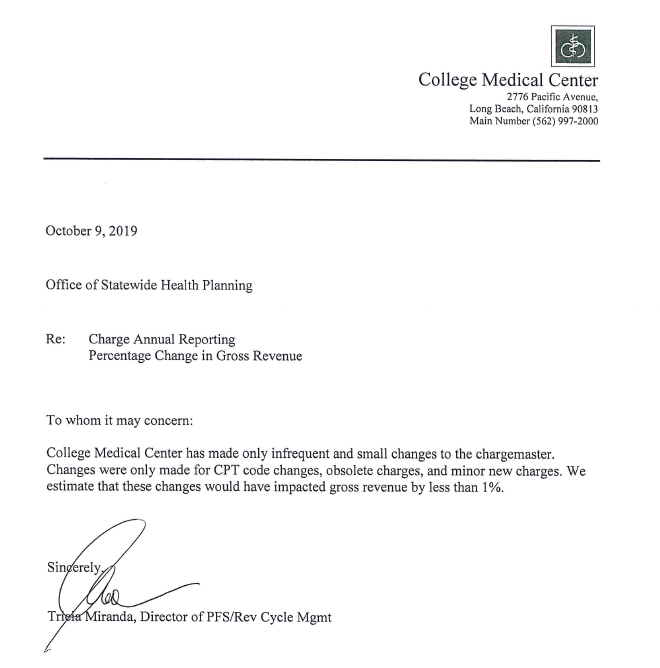 College Medical Center
2776 Pacific Avenue,
Long Beach, California 90813
Main Number (562) 997-2000
October 9, 2019
Office of Statewide Health Planning
Re: Charge Annual Reporting
Percentage Change in Gross Revenue
To whom it may concern:
College Medical Center has made only infrequent and small changes to the chargemaster.
Changes were only made for CPT code changes, obsolete charges, and minor new charges. We
estimate that these changes would have impacted gross revenue by less than 1%.
Sincerely,
Tricia Miranda, Director of PFS/Rev Cycle Mgmt